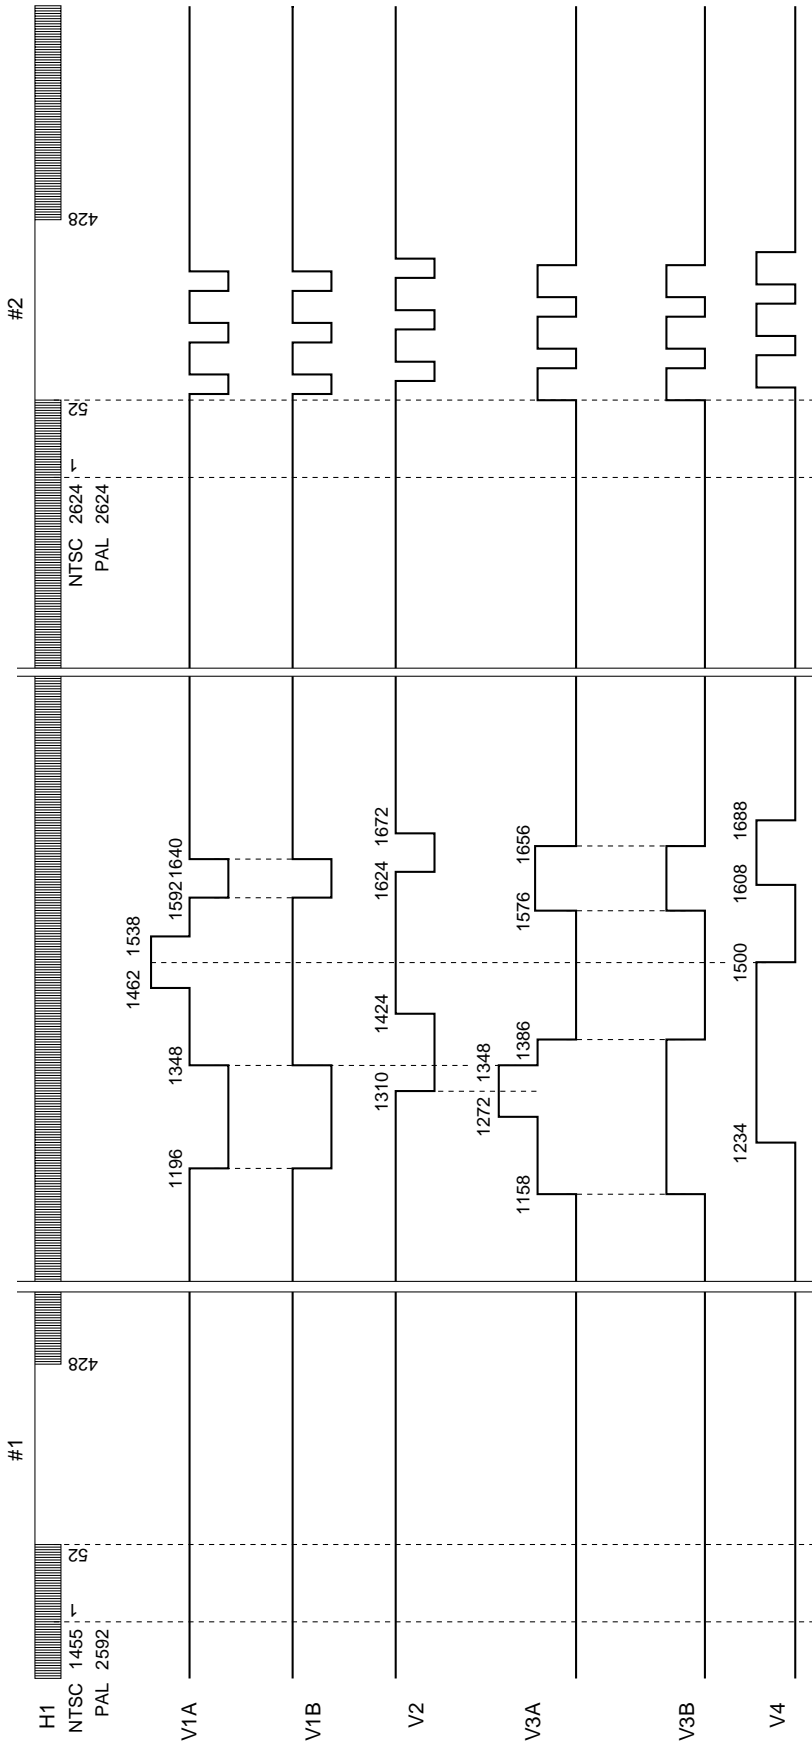 #1
#2
H1
NTSC 1455 1 52 428
PAL 2592
NTSC 2624 1 52 428
PAL 2624
V1A
1196 1348 1462 1538 1592 1640
V1B
V2
1310 1424 1624 1672
V3A
1158 1272 1348 1386 1576 1656
V3B
V4
1234 1500 1608 1688